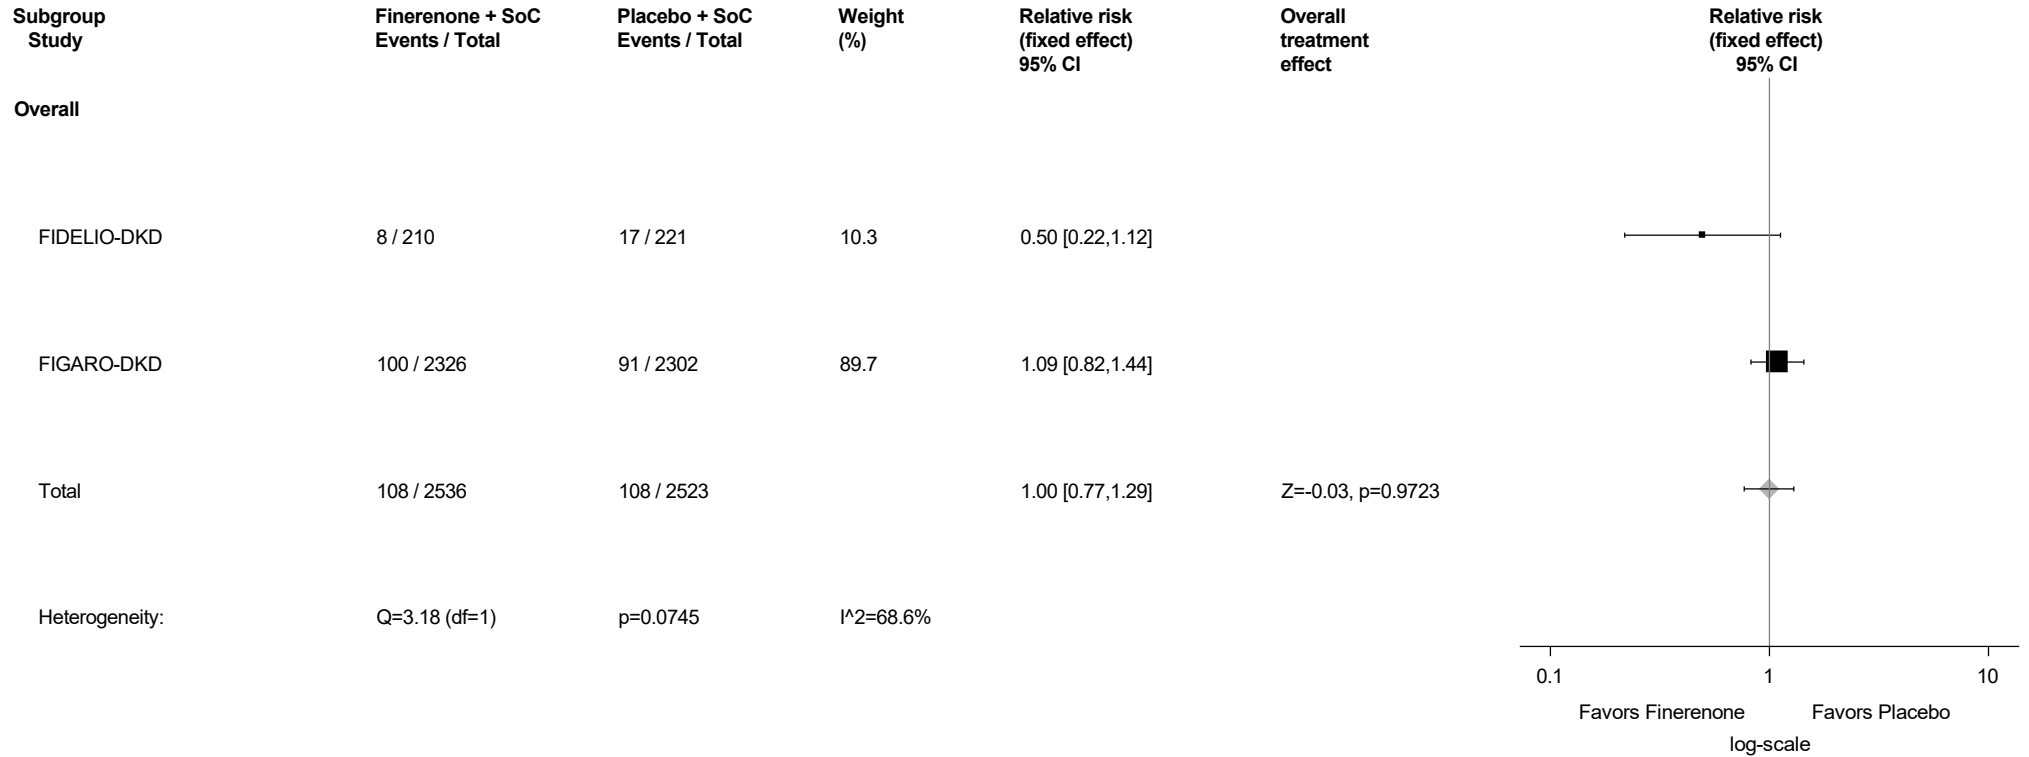 Subgroup Finerenone + SoC Placebo + SoC Weight Relative risk Overall Relative risk
Study Events / Total Events / Total (%) (fixed effect) treatment (fixed effect)
95% CI effect 95% CI
Overall
FIDELIO-DKD 8 / 210 17 / 221 10.3 0.50 [0.22,1.12]
FIGARO-DKD 100 / 2326 91 / 2302 89.7 1.09 [0.82,1.44]
Total 108 / 2536 108 / 2523 1.00 [0.77,1.29] Z=-0.03, p=0.9723
Heterogeneity: Q=3.18 (df=1) p=0.0745 I^2=68.6%
0.1 1 10
Favors Finerenone Favors Placebo
log-scale